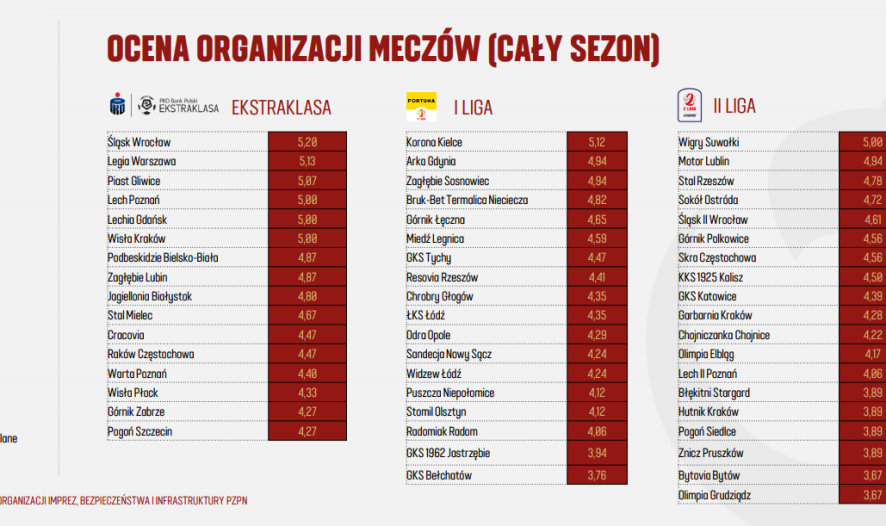 OCENA ORGANIZACJI MECZÓW (CAŁY SEZON)
PKO Bank Polski
EKSTRAKLASA
EKSTRAKLASA
Śląsk Wrocław 5,20
Legia Warszawa 5,13
Piast Gliwice 5,07
Lech Poznań 5,00
Lechia Gdańsk 5,00
Wisła Kraków 5,00
Podbeskidzie Bielsko-Biała 4,87
Zagłębie Lubin 4,87
Jagiellonia Białystok 4,80
Stal Mielec 4,67
Cracovia 4,47
Raków Częstochowa 4,47
Warta Poznań 4,40
Wisła Płock 4,33
Górnik Zabrze 4,27
Pogoń Szczecin 4,27
FORTUNA
I LIGA
Korona Kielce 5,12
Arka Gdynia 4,94
Zagłębie Sosnowiec 4,94
Bruk-Bet Termalica Nieciecza 4,82
Górnik Łęczna 4,65
Miedź Legnica 4,59
GKS Tychy 4,47
Resovia Rzeszów 4,41
Chrobry Głogów 4,35
ŁKS Łódź 4,35
Odra Opole 4,29
Sandecja Nowy Sącz 4,24
Widzew Łódź 4,24
Puszcza Niepołomice 4,12
Stomil Olsztyn 4,12
Radomiak Radom 4,06
GKS 1962 Jastrzębie 3,94
GKS Bełchatów 3,76
II LIGA
Wigry Suwałki 5,00
Motor Lublin 4,94
Stal Rzeszów 4,78
Sokół Ostróda 4,72
Śląsk II Wrocław 4,61
Górnik Polkowice 4,56
Skra Częstochowa 4,56
KKS 1925 Kalisz 4,50
GKS Katowice 4,39
Garbarnia Kraków 4,28
Chojniczanka Chojnice 4,22
Olimpia Elbląg 4,17
Lech II Poznań 4,06
Błękitni Stargard 3,89
Hutnik Kraków 3,89
Pogoń Siedlce 3,89
Znicz Pruszków 3,89
Bytovia Bytów 3,67
Olimpia Grudziądz 3,67
lane
ORGANIZACJI IMPREZ, BEZPIECZEŃSTWA I INFRASTRUKTURY PZPN